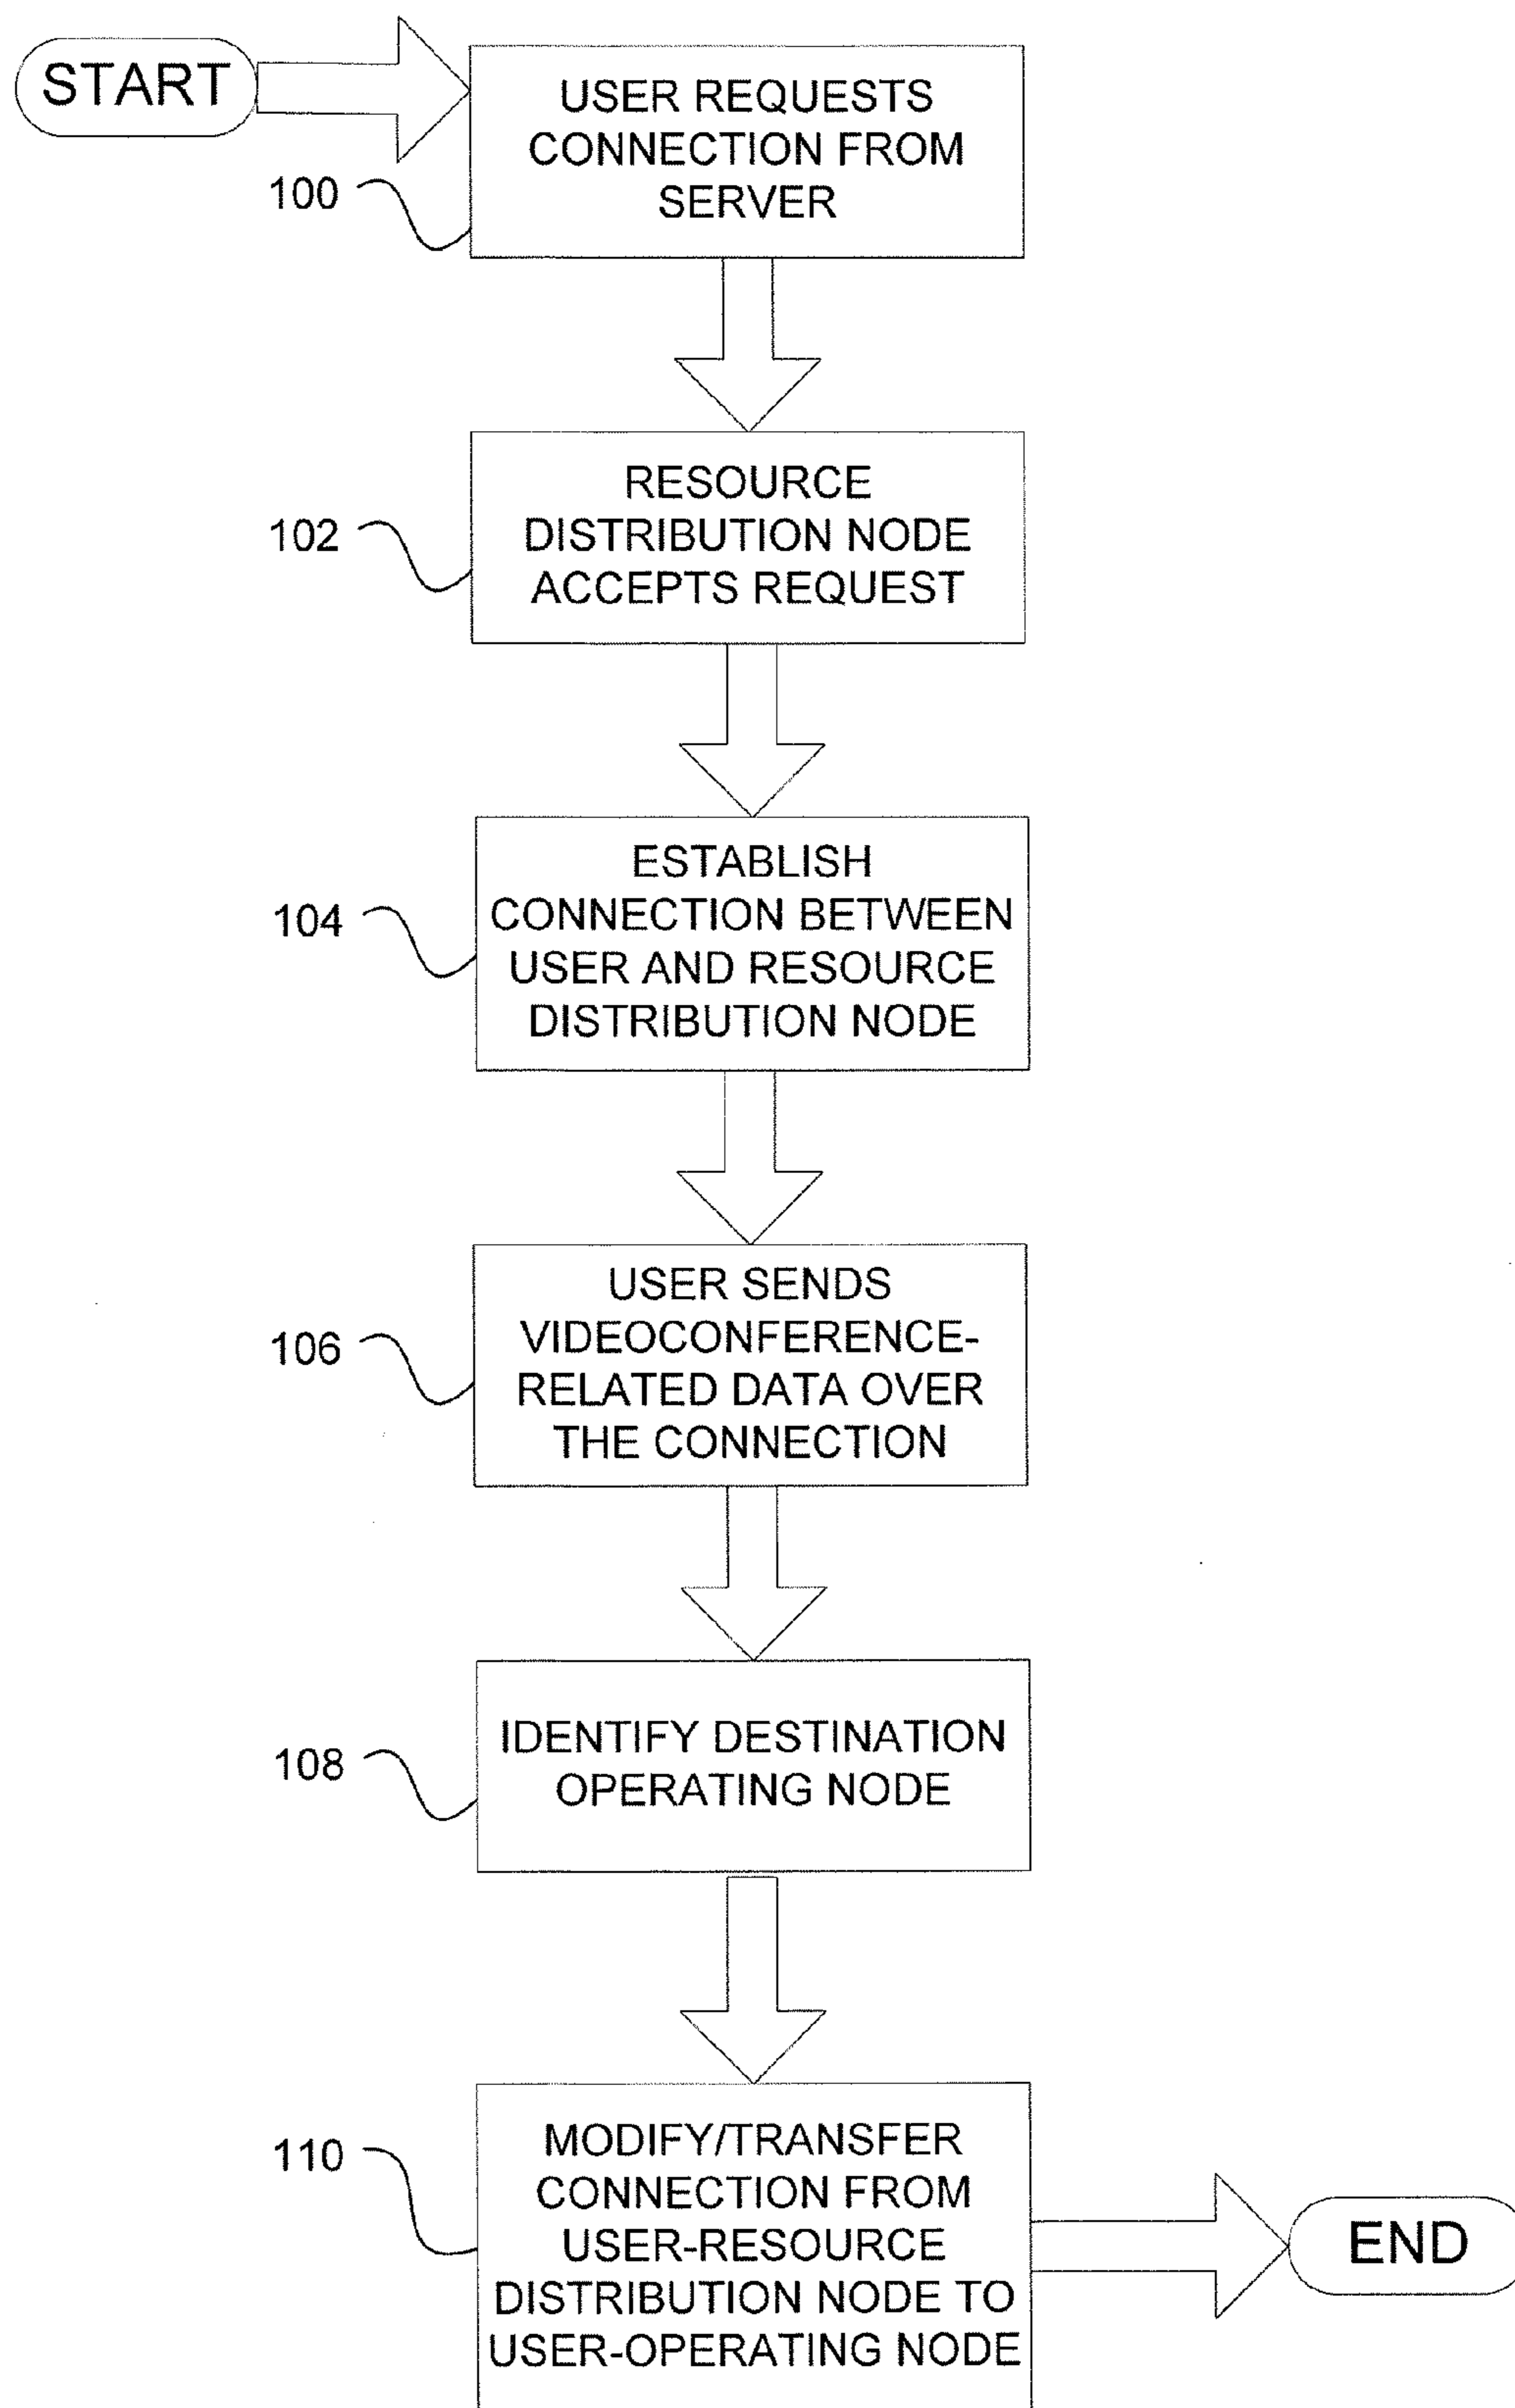 START
USER REQUESTS
CONNECTION FROM
SERVER
100
RESOURCE
DISTRIBUTION NODE
ACCEPTS REQUEST
102
ESTABLISH
CONNECTION BETWEEN
USER AND RESOURCE
DISTRIBUTION NODE
104
USER SENDS
VIDEOCONFERENCE-
RELATED DATA OVER
THE CONNECTION
106
IDENTIFY DESTINATION
OPERATING NODE
108
MODIFY/TRANSFER
CONNECTION FROM
USER-RESOURCE
DISTRIBUTION NODE TO
USER-OPERATING NODE
110
END